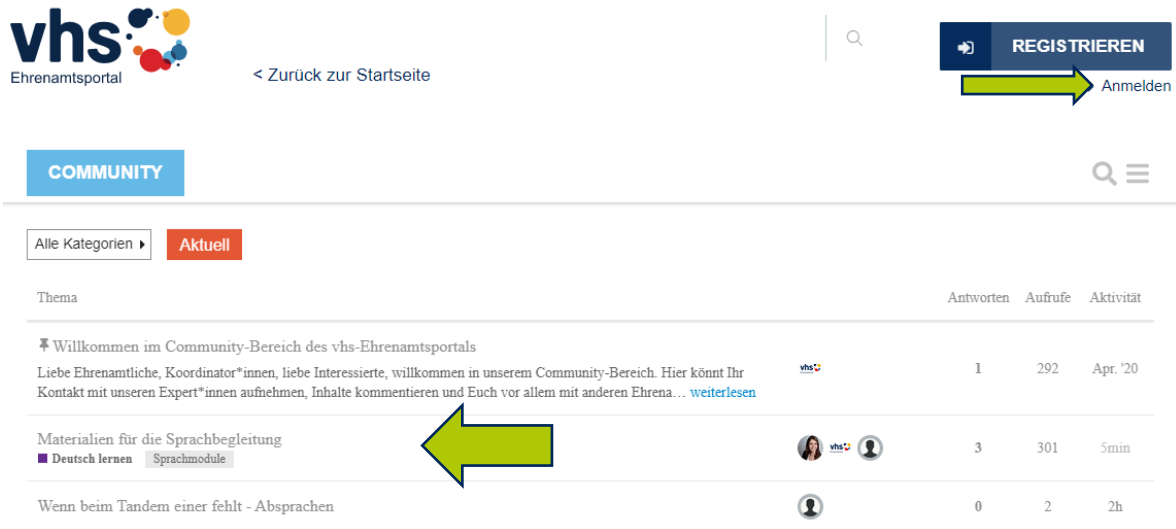 vhs
Ehrenamtsportal
< Zurück zur Startseite
REGISTRIEREN
Anmelden
COMMUNITY
Alle Kategorien
Aktuell
Thema Antworten Aufrufe Aktivität
Willkommen im Community-Bereich des vhs-Ehrenamtsportals
Liebe Ehrenamtliche, Koordinator*innen, liebe Interessierte, willkommen in unserem Community-Bereich. Hier könnt Ihr
Kontakt mit unseren Expert*innen aufnehmen, Inhalte kommentieren und Euch vor allem mit anderen Ehrena… weiterlesen
vhs 1 292 Apr. '20
Materialien für die Sprachbegleitung
Deutsch lernen Sprachmodule
vhs 3 301 5min
Wenn beim Tandem einer fehlt - Absprachen 0 2 2h